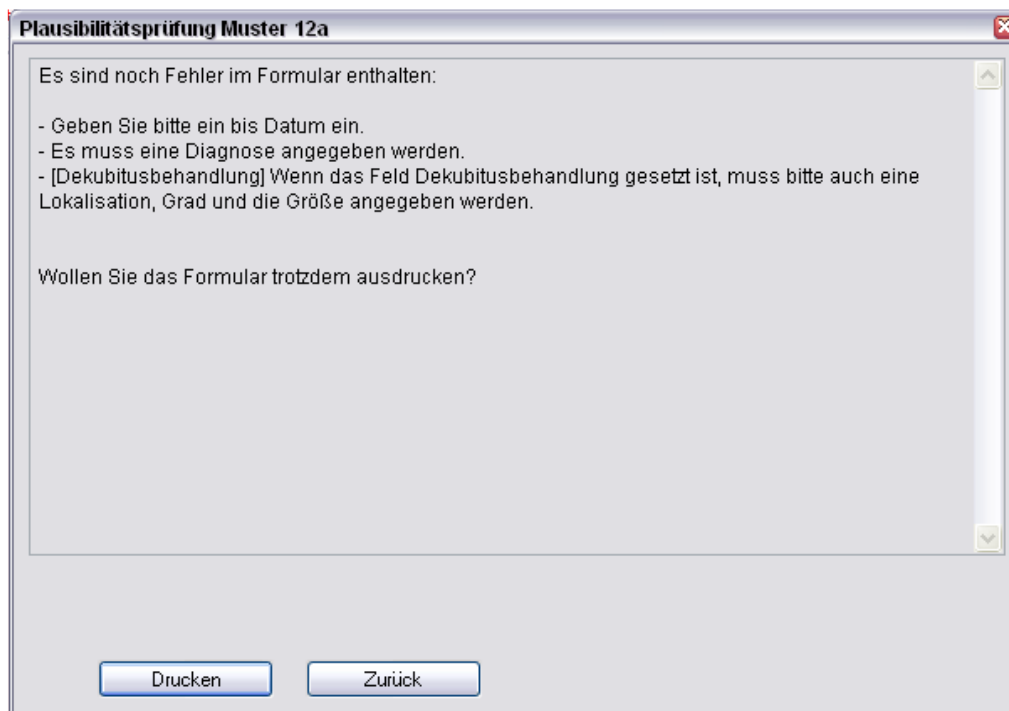 Plausibilitätsprüfung Muster 12a
Es sind noch Fehler im Formular enthalten:
- Geben Sie bitte ein bis Datum ein.
- Es muss eine Diagnose angegeben werden.
- [Dekubitusbehandlung] Wenn das Feld Dekubitusbehandlung gesetzt ist, muss bitte auch eine
Lokalisation, Grad und die Größe angegeben werden.
Wollen Sie das Formular trotzdem ausdrucken?
Drucken
Zurück